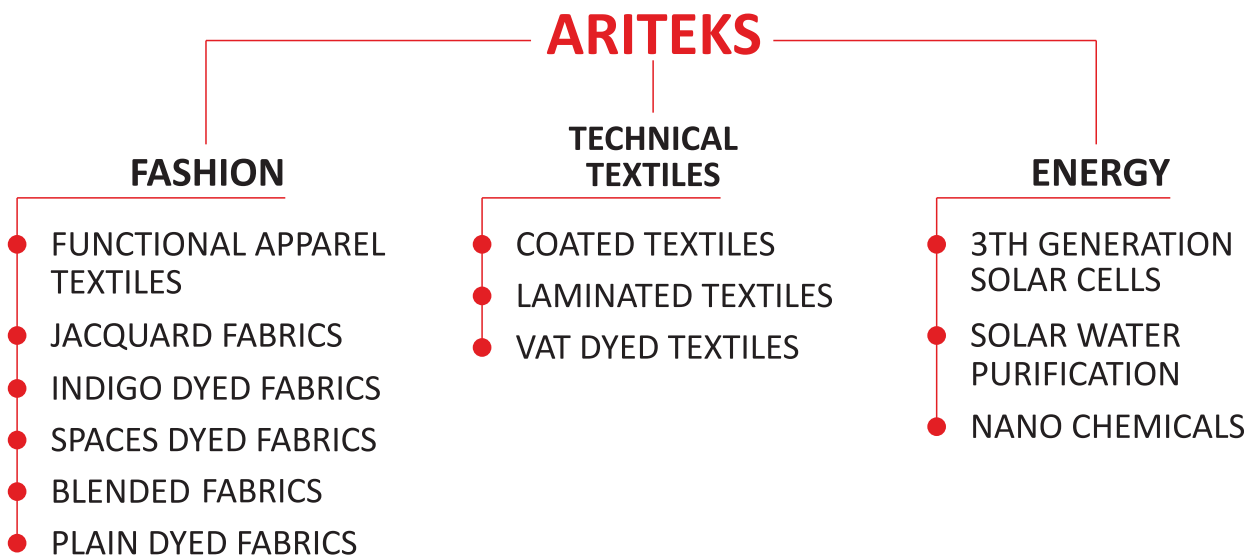 ARITEKS
FASHION
FUNCTIONAL APPAREL
TEXTILES
JACQUARD FABRICS
INDIGO DYED FABRICS
SPACES DYED FABRICS
BLENDED FABRICS
PLAIN DYED FABRICS
TECHNICAL
TEXTILES
COATED TEXTILES
LAMINATED TEXTILES
VAT DYED TEXTILES
ENERGY
3TH GENERATION
SOLAR CELLS
SOLAR WATER
PURIFICATION
NANO CHEMICALS